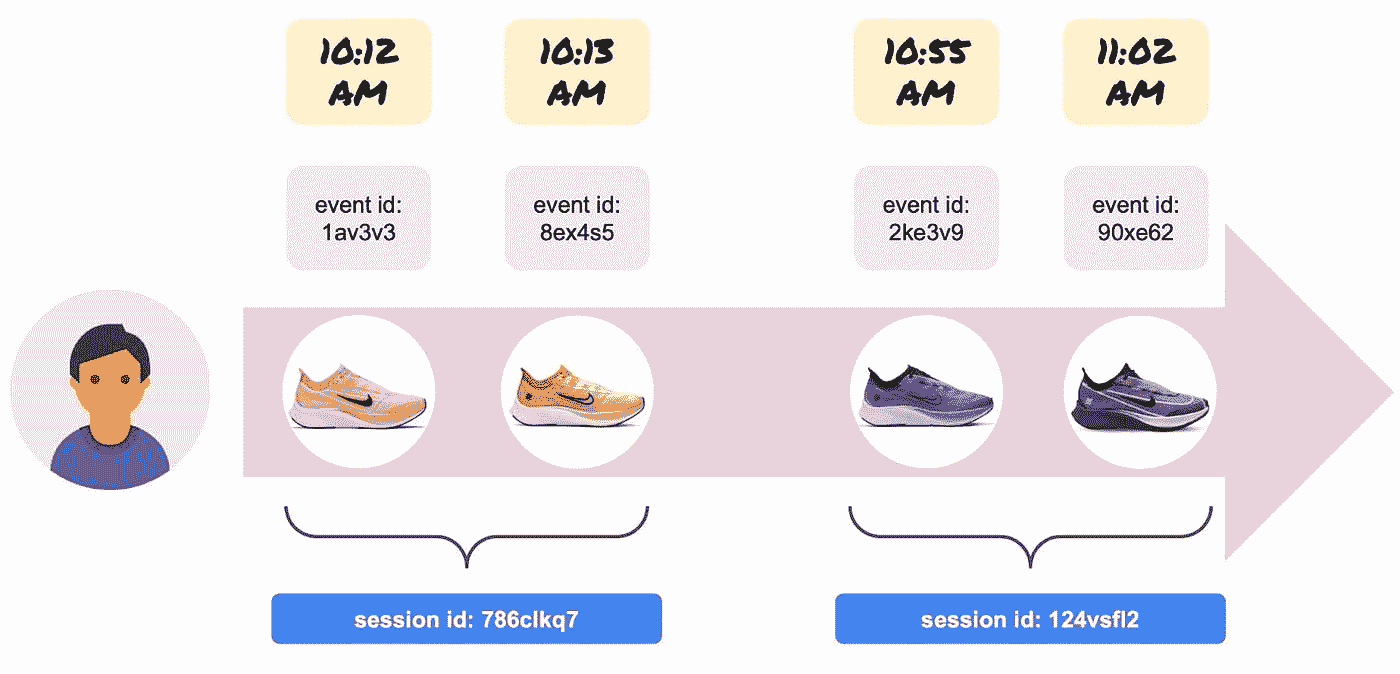 10:12
AM
10:13
AM
10:55
AM
11:02
AM
event id:
1av3v3
event id:
8ex4s5
event id:
2ke3v9
event id:
90xe62
session id: 786clkq7
session id: 124vsfl2